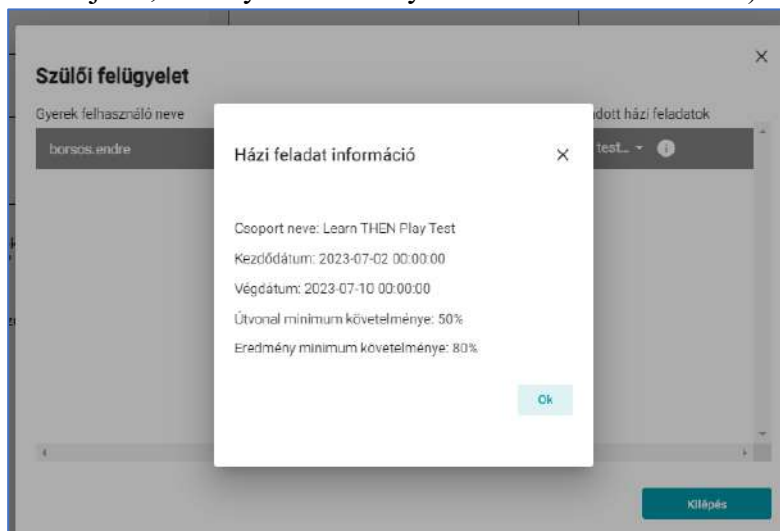 Szülői felügyelet
Gyerek felhasználó neve
dott házi feladatok
borsos.endre
test...
Házi feladat információ
Csoport neve: Learn THEN Play Test
Kezdődátum: 2023-07-02 00:00:00
Végdátum: 2023-07-10 00:00:00
Útvonal minimum követelménye: 50%
Eredmény minimum követelménye: 80%
Ok
Kilépés